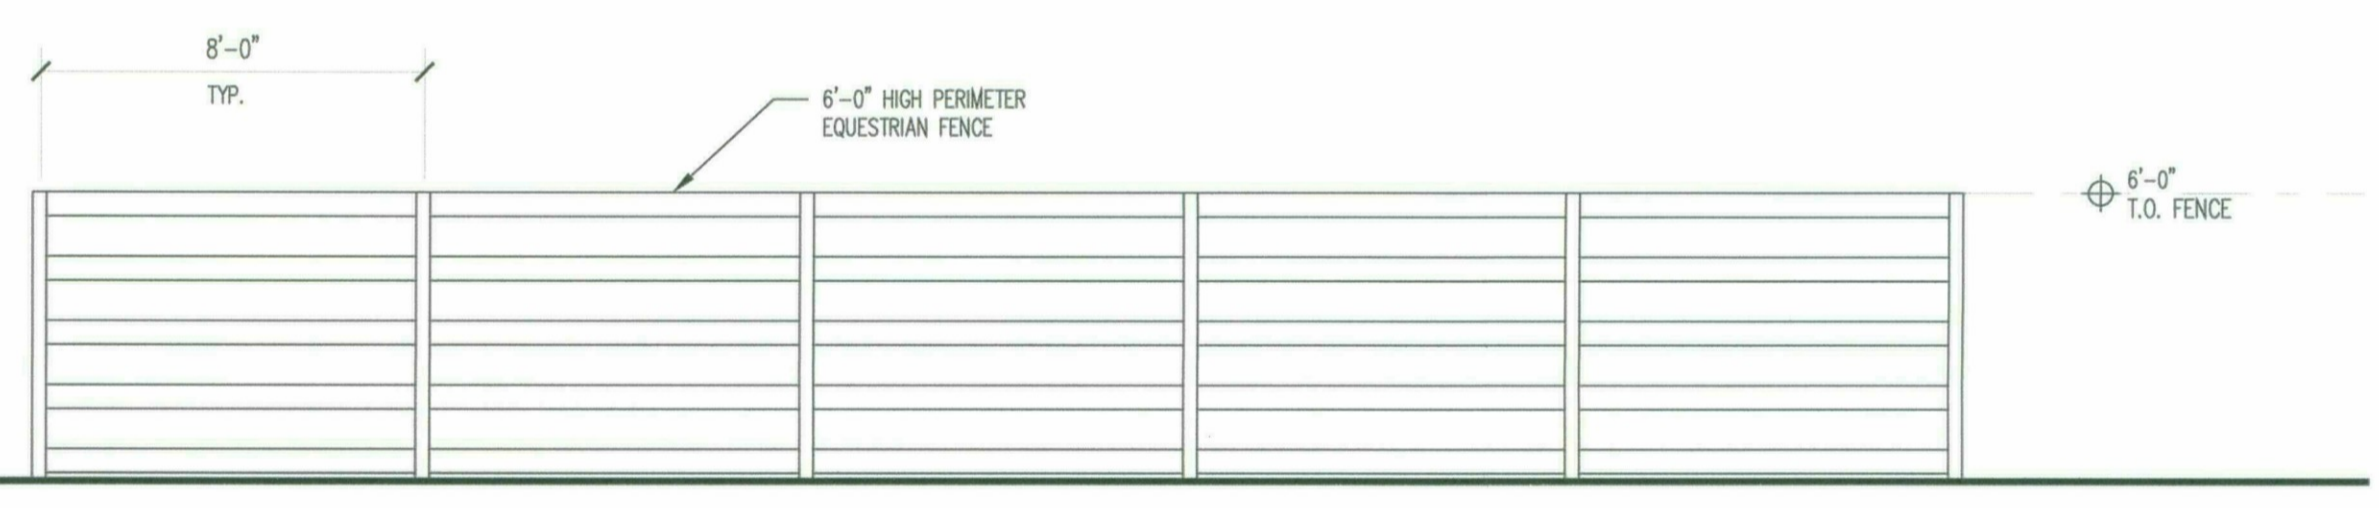 8'-0"
TYP.
6'-0" HIGH PERIMETER
EQUESTRIAN FENCE
6'-0"
T.O. FENCE